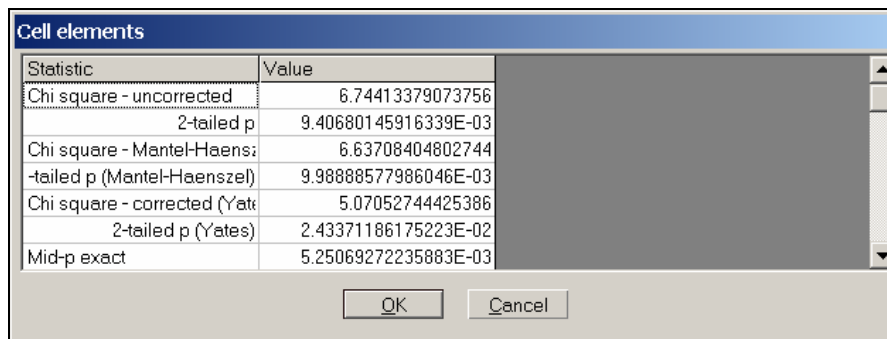 Cell elements
Statistic Value
Chi square - uncorrected 6.74413379073756
2-tailed p 9.40680145916339E-03
Chi square - Mantel-Haensz 6.63708404802744
-tailed p (Mantel-Haenszel) 9.98888577986046E-03
Chi square - corrected (Yate 5.07052744425386
2-tailed p (Yates) 2.43371186175223E-02
Mid-p exact 5.25069272235883E-03
OK Cancel